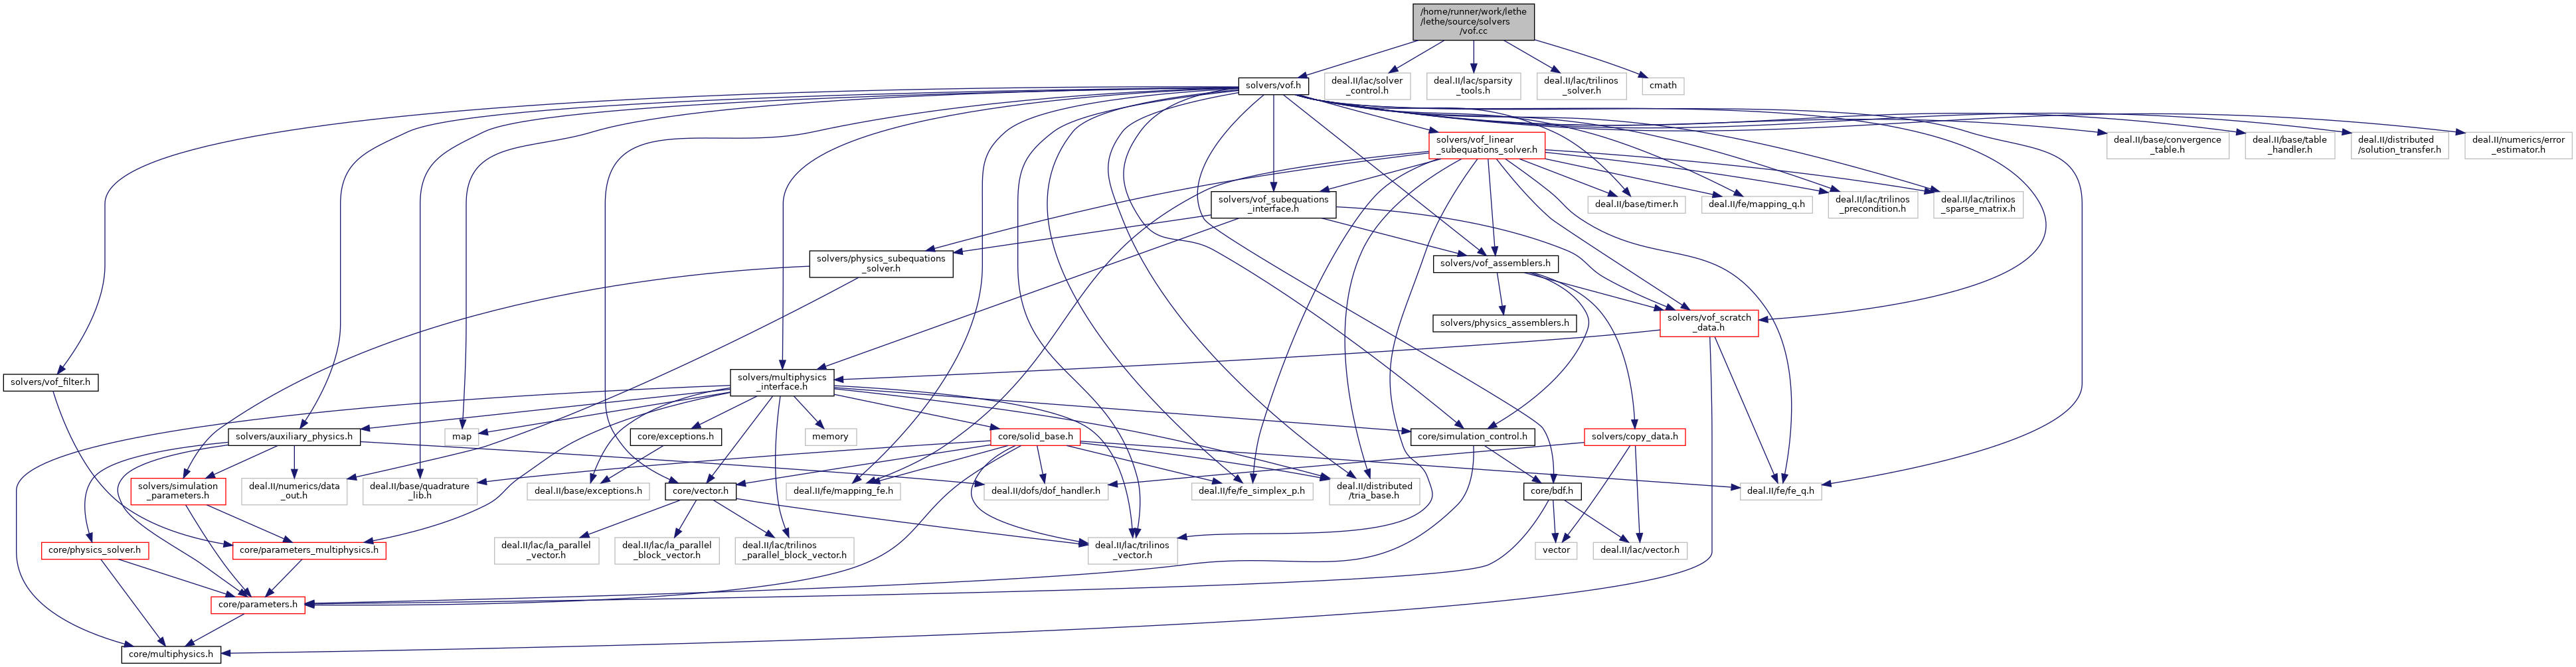 /home/runner/work/lethe
/lethe/source/solvers
/vof.cc
solvers/vof.h
deal.II/lac/solver
_control.h
deal.II/lac/sparsity
_tools.h
deal.II/lac/trilinos
_solver.h
cmath
solvers/vof_linear
_subequations_solver.h
deal.II/base/convergence
_table.h
deal.II/base/table
_handler.h
deal.II/distributed
/solution_transfer.h
deal.II/numerics/error
_estimator.h
solvers/vof_subequations
_interface.h
deal.II/base/timer.h
deal.II/fe/mapping_q.h
deal.II/lac/trilinos
_precondition.h
deal.II/lac/trilinos
_sparse_matrix.h
solvers/physics_subequations
_solver.h
solvers/vof_assemblers.h
solvers/physics_assemblers.h
solvers/vof_scratch
_data.h
solvers/vof_filter.h
solvers/multiphysics
_interface.h
solvers/auxiliary_physics.h
map
core/exceptions.h
memory
core/solid_base.h
core/simulation_control.h
solvers/copy_data.h
solvers/simulation
_parameters.h
deal.II/numerics/data
_out.h
deal.II/base/quadrature
_lib.h
deal.II/base/exceptions.h
core/vector.h
deal.II/fe/mapping_fe.h
deal.II/dofs/dof_handler.h
deal.II/fe/fe_simplex_p.h
deal.II/distributed
/tria_base.h
core/bdf.h
deal.II/fe/fe_q.h
core/physics_solver.h
core/parameters_multiphysics.h
deal.II/lac/la_parallel
_vector.h
deal.II/lac/la_parallel
_block_vector.h
deal.II/lac/trilinos
_parallel_block_vector.h
deal.II/lac/trilinos
_vector.h
vector
deal.II/lac/vector.h
core/parameters.h
core/multiphysics.h